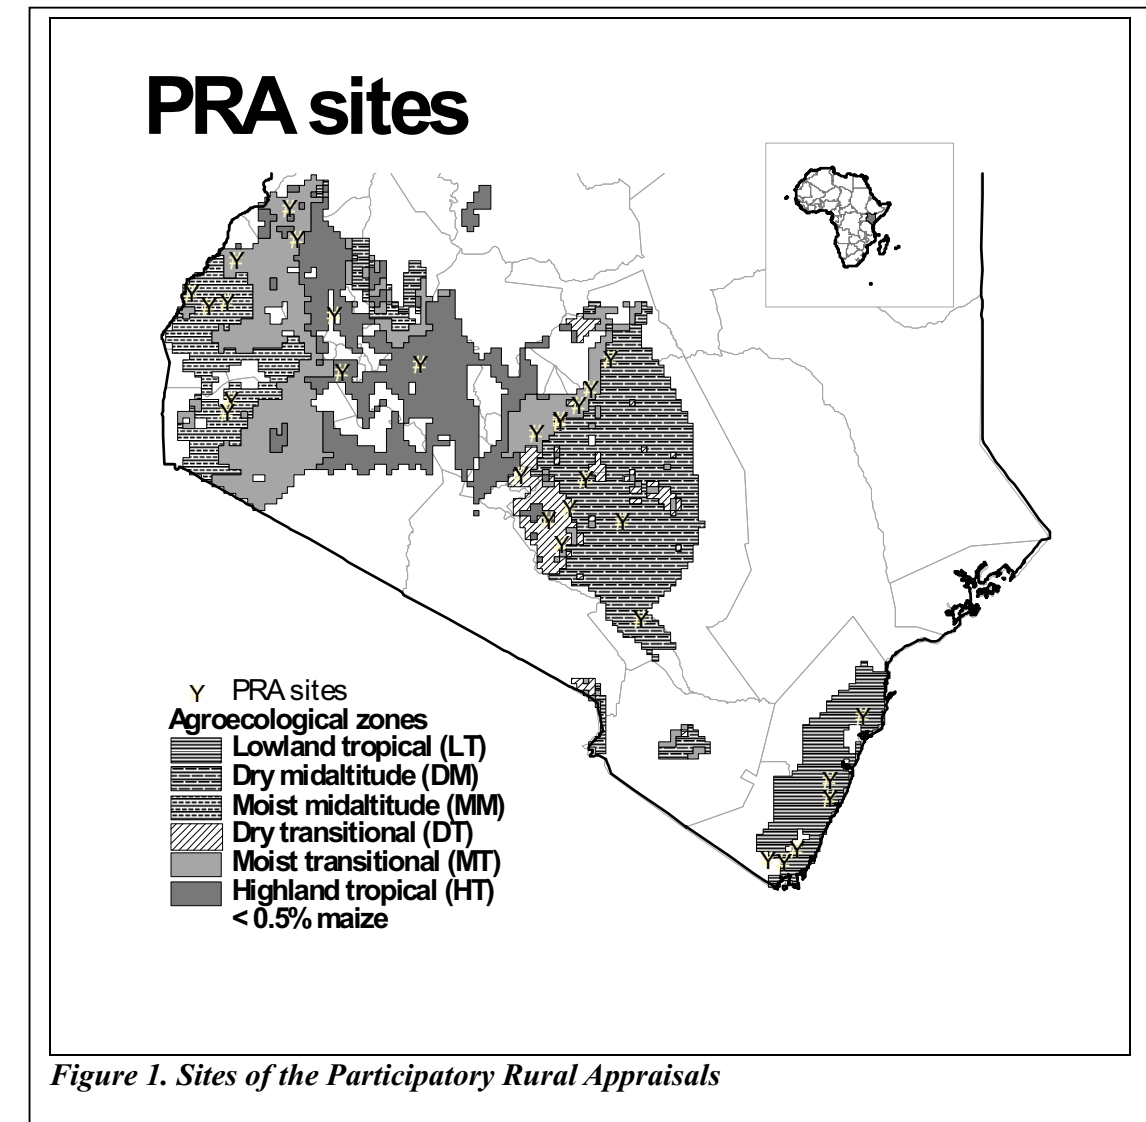 PRA sites
Y PRA sites
Agroecological zones
Lowland tropical (LT)
Dry midaltitude (DM)
Moist midaltitude (MM)
Dry transitional (DT)
Moist transitional (MT)
Highland tropical (HT)
< 0.5% maize
Figure 1. Sites of the Participatory Rural Appraisals